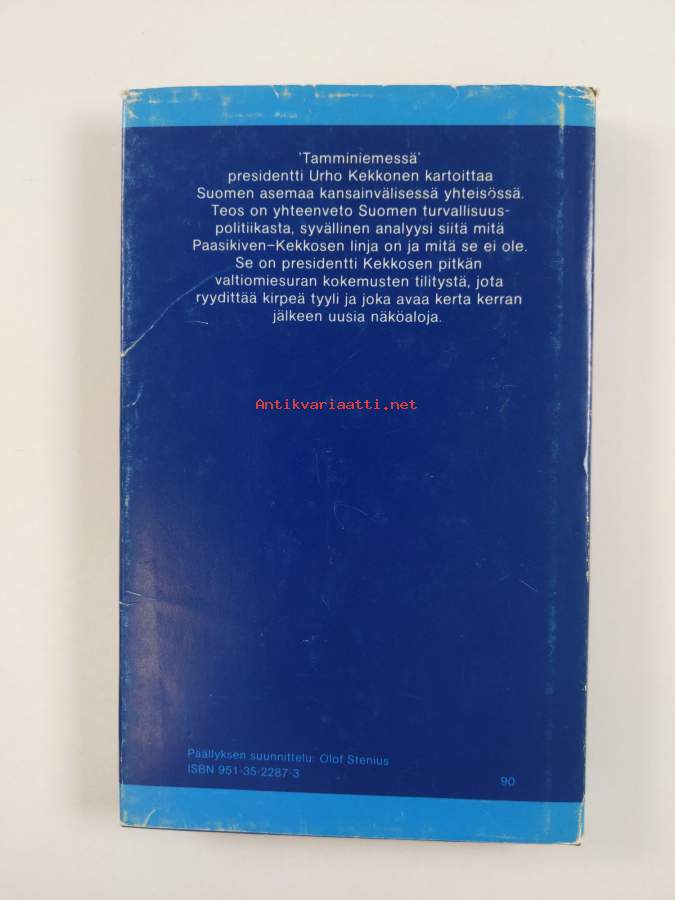 'Tamminiemessä'
presidentti Urho Kekkonen kartoittaa
Suomen asemaa kansainvälisessä yhteisössä.
Teos on yhteenveto Suomen turvallisuus-
politiikasta, syvällinen analyysi siitä mitä
Paasikiven–Kekkosen linja on ja mitä se ei ole.
Se on presidentti Kekkosen pitkän
valtiomiesuran kokemusten tilitystä, jota
ryydittää kirpeä tyyli ja joka avaa kerta kerran
jälkeen uusia näköaloja.
Antikvariaatti.net
Päällyksen suunnittelu: Olof Stenius
ISBN 951-35-2287-3
90